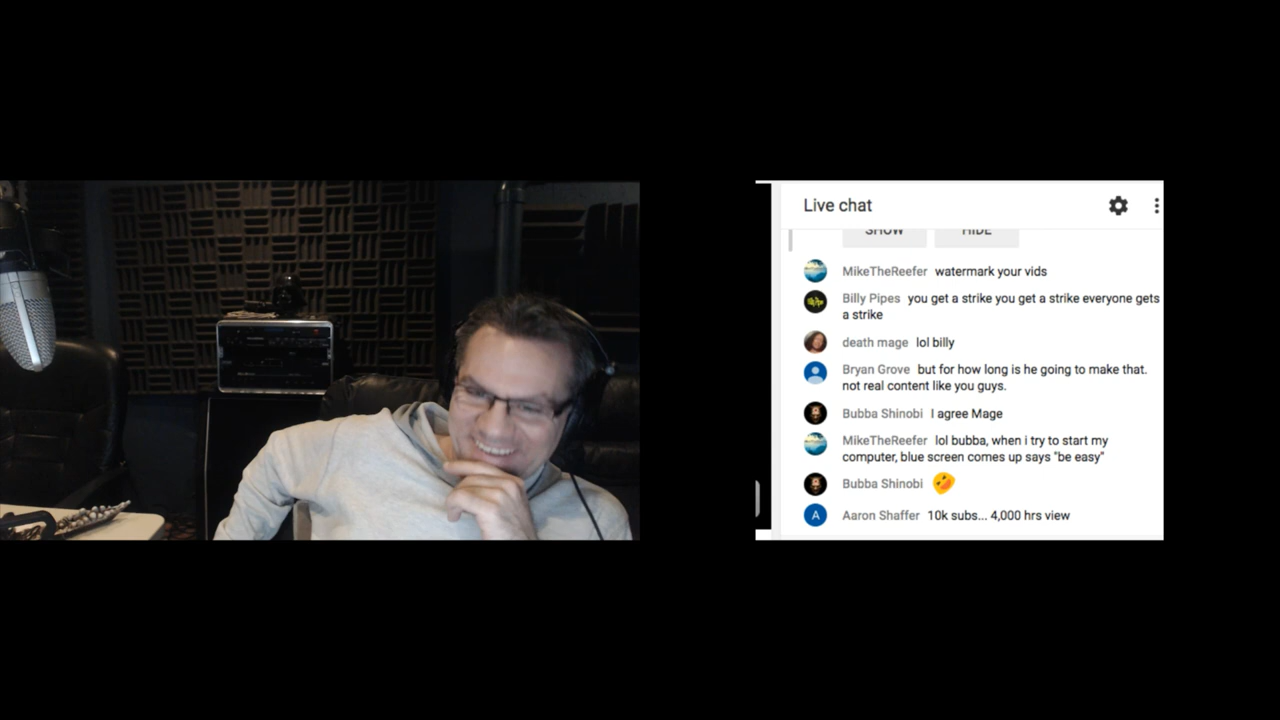 Live chat
SHOW HIDE
MikeTheReefer watermark your vids
Billy Pipes you get a strike you get a strike everyone gets
a strike
death mage lol billy
Bryan Grove but for how long is he going to make that.
not real content like you guys.
Bubba Shinobi I agree Mage
MikeTheReefer lol bubba, when i try to start my
computer, blue screen comes up says "be easy"
Bubba Shinobi
A Aaron Shaffer 10k subs... 4,000 hrs view